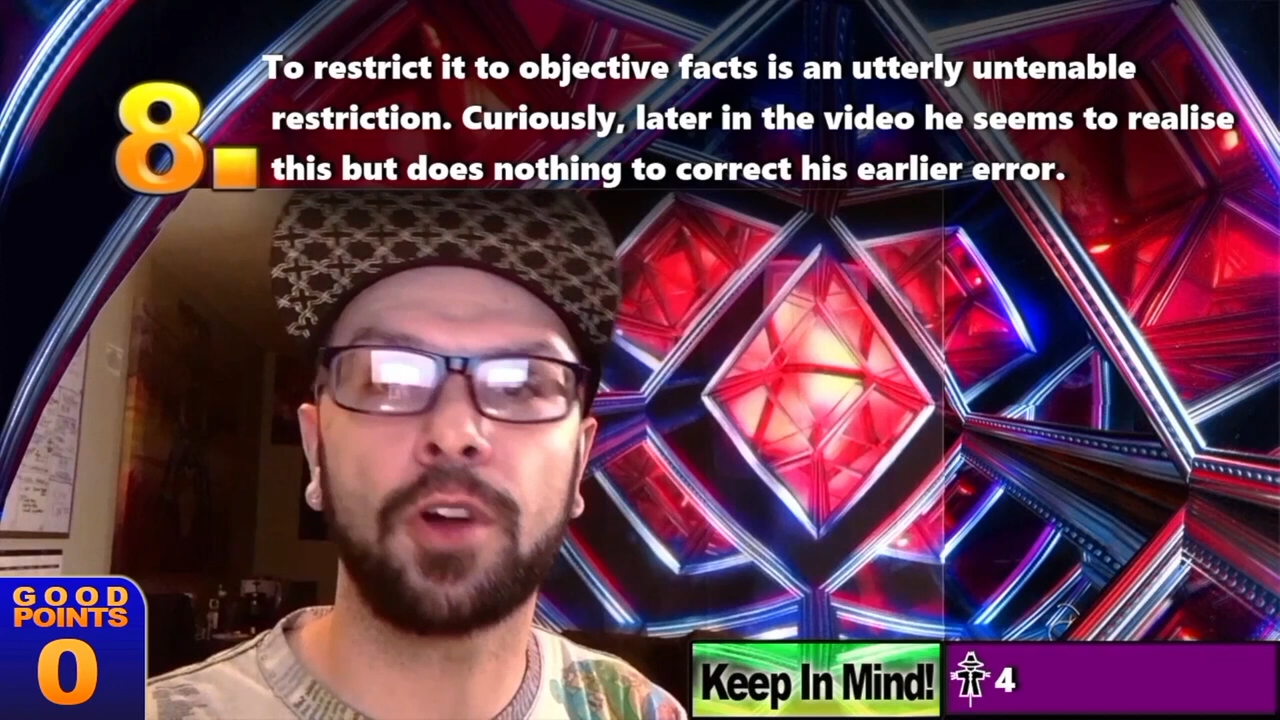 8.
To restrict it to objective facts is an utterly untenable
restriction. Curiously, later in the video he seems to realise
this but does nothing to correct his earlier error.
GOOD
POINTS
0
Keep In Mind!
4